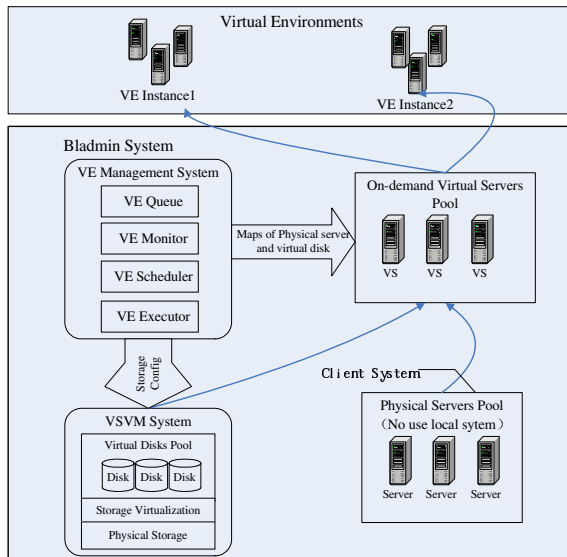 Virtual Environments
VE Instance1
VE Instance2
Bladmin System
VE Management System
VE Queue
VE Monitor
VE Scheduler
VE Executor
Maps of Physical server
and virtual disk
On-demand Virtual Servers
Pool
VS VS VS
Storage
Config
Client System
VSVM System
Virtual Disks Pool
Disk Disk Disk
Storage Virtualization
Physical Storage
Physical Servers Pool
（No use local sytem）
Server Server Server